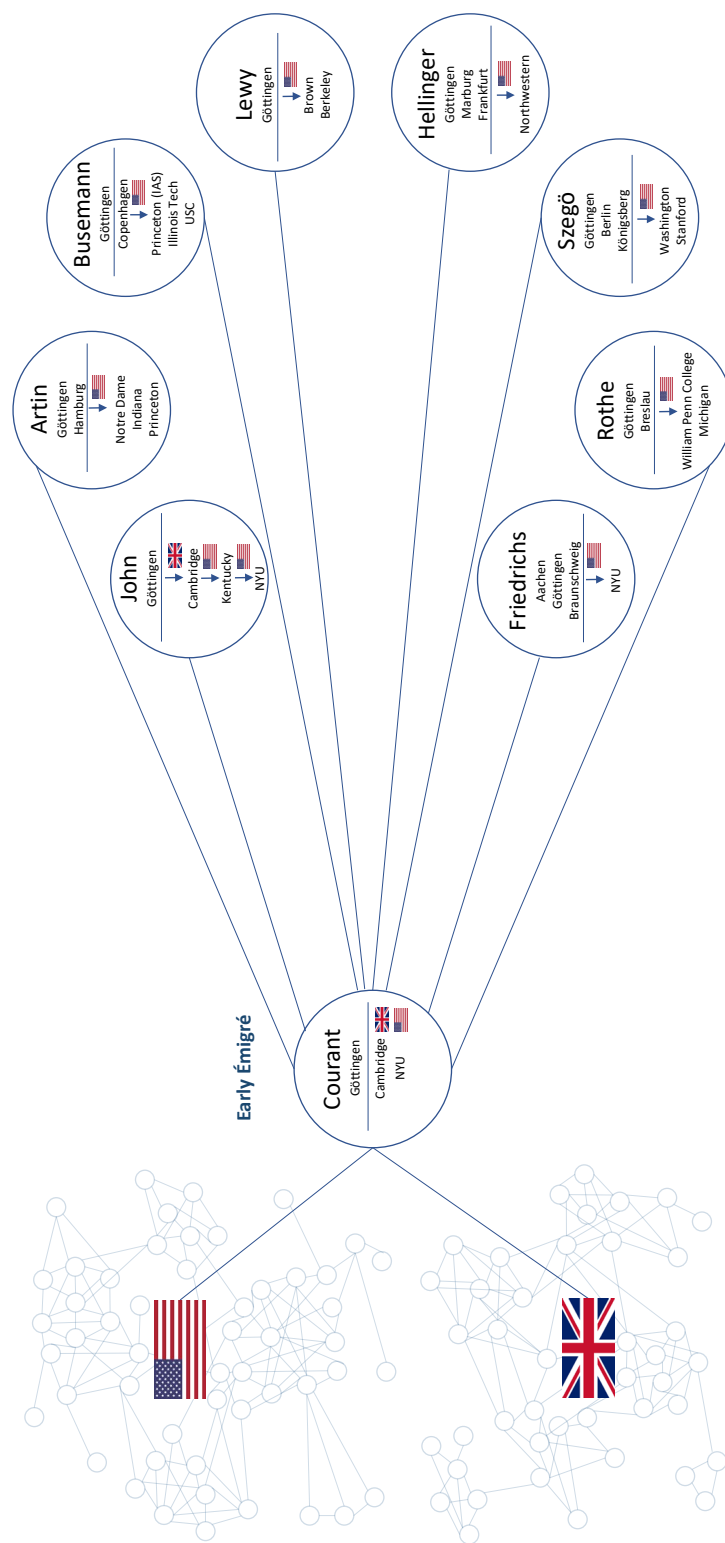 Early Émigré
Courant
Göttingen
Cambridge
NYU
Artin
Göttingen
Hamburg
Notre Dame
Indiana
Princeton
John
Göttingen
Cambridge
Kentucky
NYU
Busemann
Göttingen
Copenhagen
Princeton (IAS)
Illinois Tech
USC
Lewy
Göttingen
Brown
Berkeley
Hellinger
Göttingen
Marburg
Frankfurt
Northwestern
Szegö
Göttingen
Berlin
Königsberg
Washington
Stanford
Friedrichs
Aachen
Göttingen
Braunschweig
NYU
Rothe
Göttingen
Breslau
William Penn College
Michigan